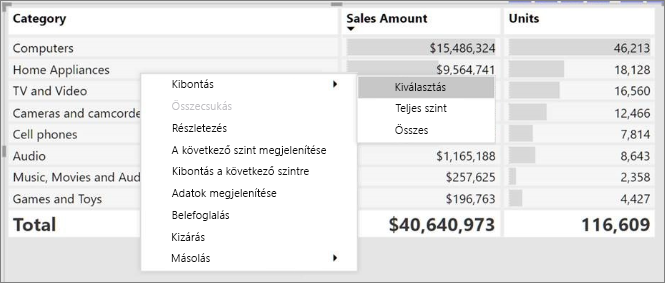 Category Sales Amount Units
Computers $15,486,324 46,213
Home Appliances $9,564,741 18,128
TV and Video 16,560
Cameras and camcorde 12,466
Cell phones 7,814
Audio $1,165,188 8,643
Music, Movies and Aud $257,625 2,358
Games and Toys $196,763 4,427
Total $40,640,973 116,609
Kibontás
Összecsukás
Részletezés
A következő szint megjelenítése
Kibontás a következő szintre
Adatok megjelenítése
Belefoglalás
Kizárás
Másolás
Kiválasztás
Teljes szint
Összes